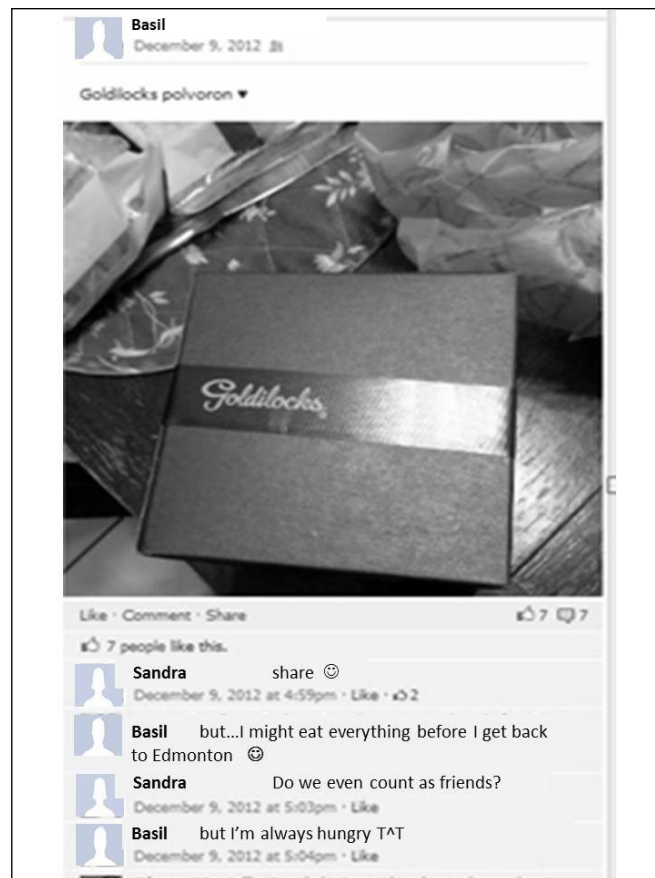 Basil
December 9, 2012
Goldilocks polvoron ♥
Goldilocks
Like · Comment · Share 7 7
7 people like this.
Sandra share ☺
December 9, 2012 at 4:59pm · Like · 2
Basil but...I might eat everything before I get back
to Edmonton ☺
Sandra Do we even count as friends?
December 9, 2012 at 5:03pm · Like
Basil but I'm always hungry T^T
December 9, 2012 at 5:04pm · Like